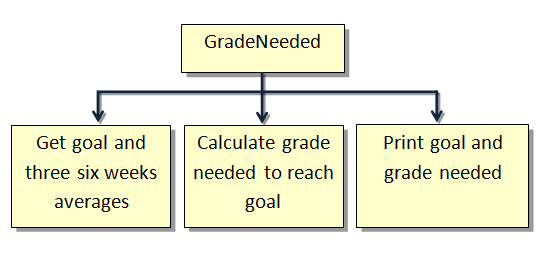 GradeNeeded
Get goal and
three six weeks
averages
Calculate grade
needed to reach
goal
Print goal and
grade needed